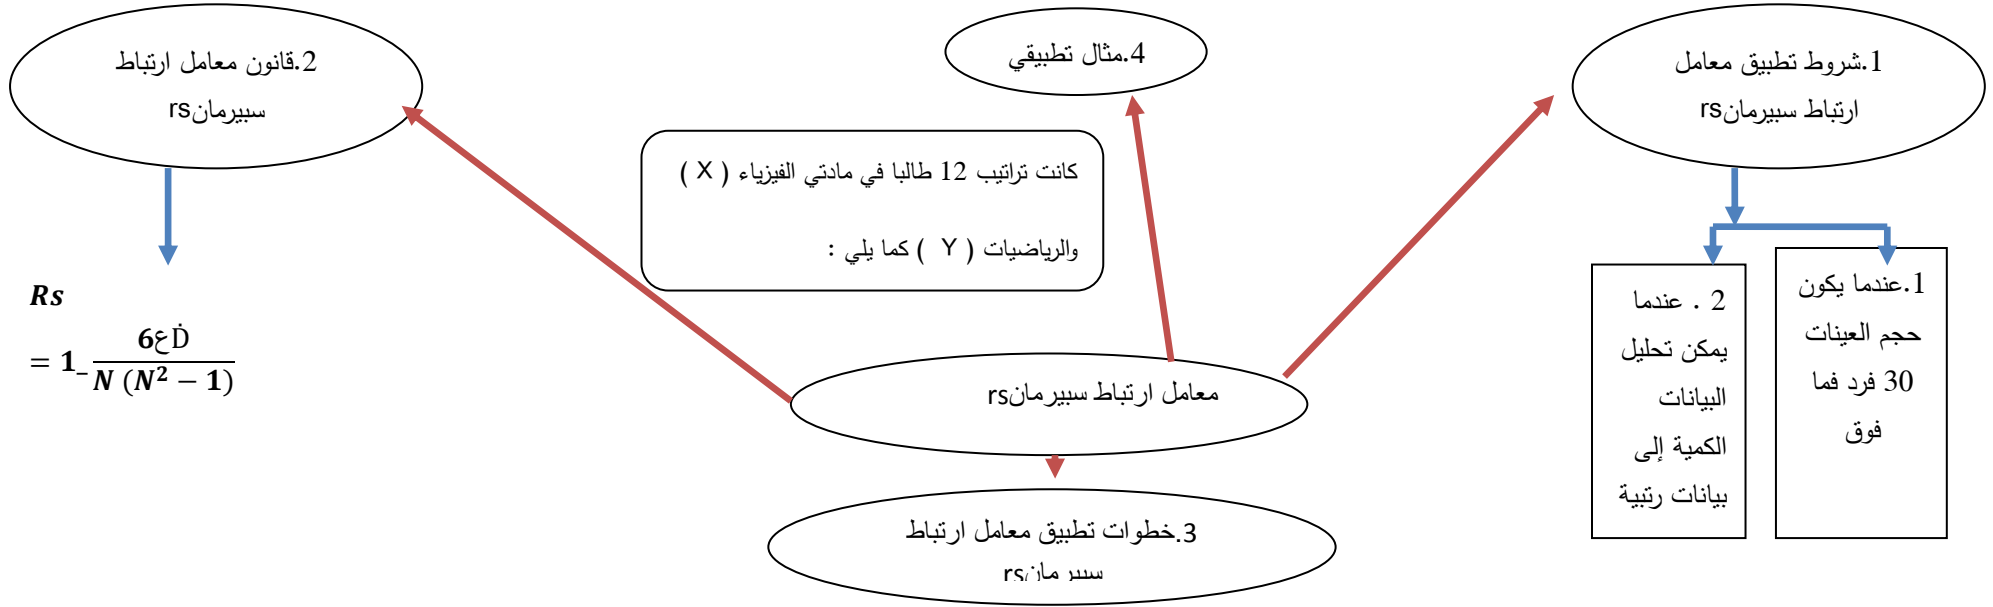 1.شروط تطبيق معامل
ارتباط سبيرمانrs
4.مثال تطبيقي
2.قانون معامل ارتباط
سبيرمانrs
كانت تراتيب 12 طالبا في مادتي الفيزياء ( X )
والرياضيات ( Y ) كما يلي :
1.عندما يكون
حجم العينات
30 فرد فما
فوق
2 . عندما
يمكن تحليل
البيانات
الكمية إلى
بيانات رتبية
Rs
= 1_ 6عḊ / N (N² − 1)
معامل ارتباط سبيرمانrs
3.خطوات تطبيق معامل ارتباط
سبيرمانrs